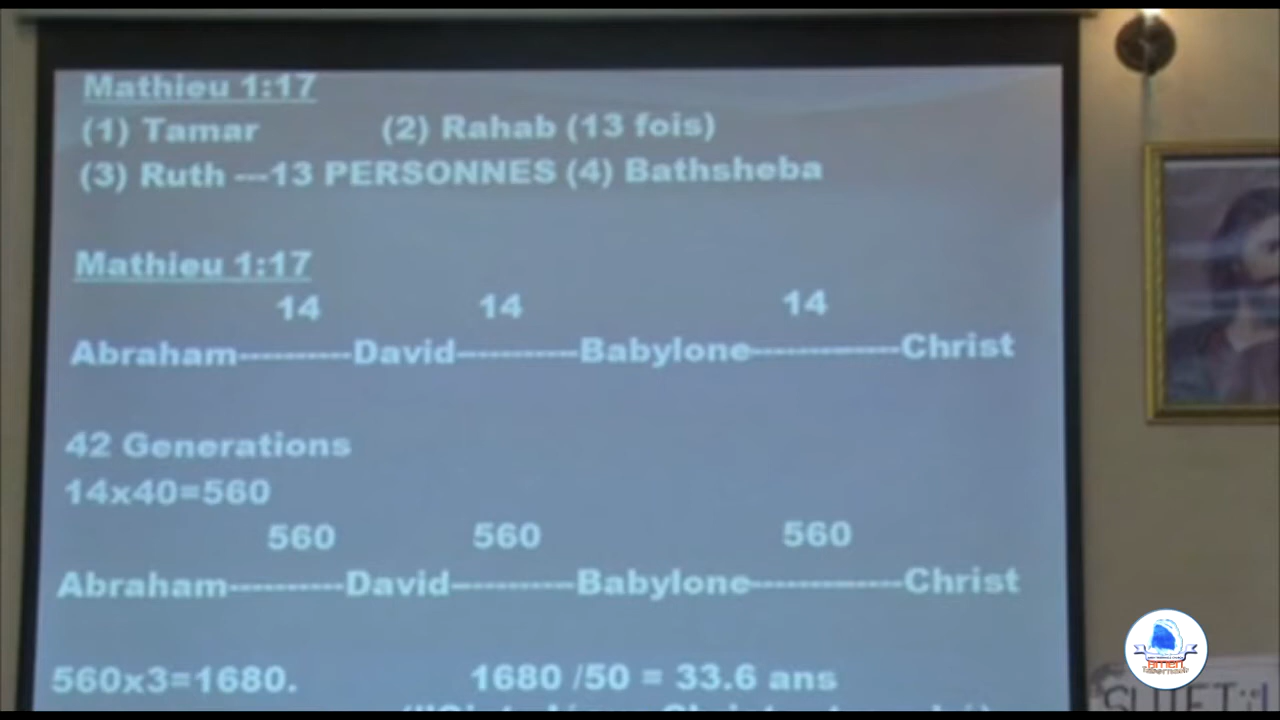 Mathieu 1:17
(1) Tamar (2) Rahab (13 fois)
(3) Ruth ---13 PERSONNES (4) Bathsheba
Mathieu 1:17
14 14 14
Abraham---------David----------Babylone------------Christ
42 Generations
14x40=560
560 560 560
Abraham---------David----------Babylone------------Christ
560x3=1680. 1680 /50 = 33.6 ans
SUJET